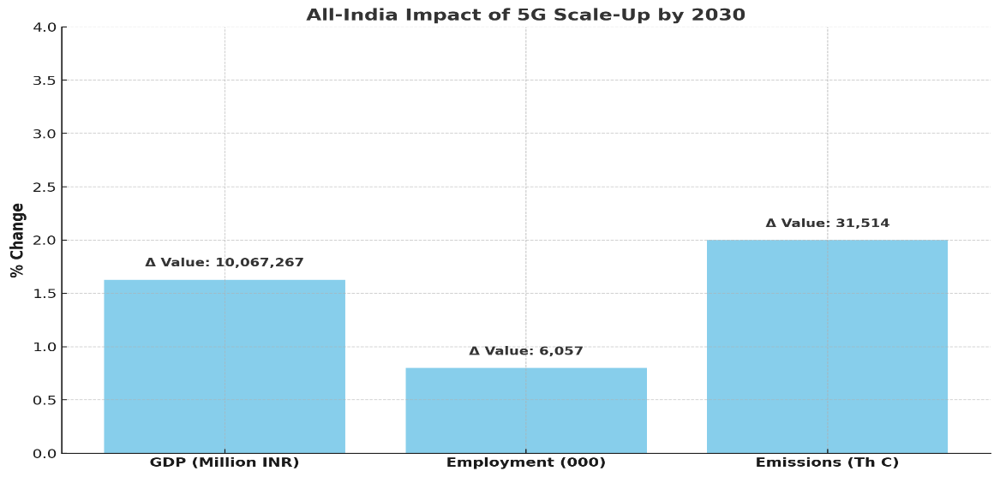 All-India Impact of 5G Scale-Up by 2030
% Change
4.0
3.5
3.0
2.5
2.0
1.5
1.0
0.5
0.0
Δ Value: 10,067,267
Δ Value: 6,057
Δ Value: 31,514
GDP (Million INR)
Employment (000)
Emissions (Th C)